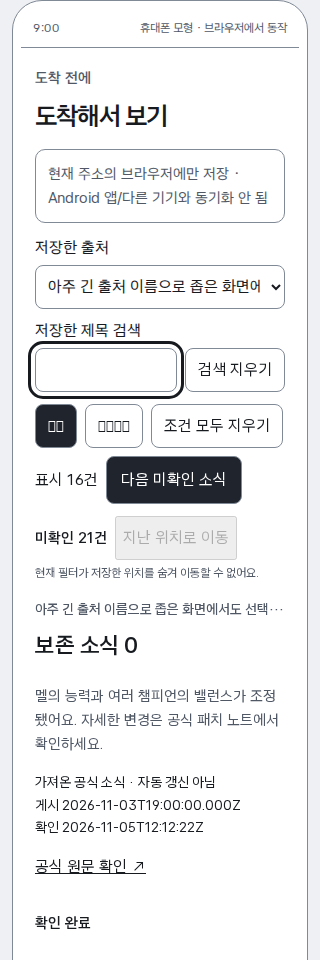 9:00
휴대폰 모형 · 브라우저에서 동작
도착 전에
도착해서 보기
현재 주소의 브라우저에만 저장 ·
Android 앱/다른 기기와 동기화 안 됨
저장한 출처
아주 긴 출처 이름으로 좁은 화면에
저장한 제목 검색
검색 지우기
조건 모두 지우기
표시 16건
다음 미확인 소식
미확인 21건
지난 위치로 이동
현재 필터가 저장한 위치를 숨겨 이동할 수 없어요.
아주 긴 출처 이름으로 좁은 화면에서도 선택…
보존 소식 0
멜의 능력과 여러 챔피언의 밸런스가 조정
됐어요. 자세한 변경은 공식 패치 노트에서
확인하세요.
가져온 공식 소식 · 자동 갱신 아님
게시 2026-11-03T19:00:00.000Z
확인 2026-11-05T12:12:22Z
공식 원문 확인 ↗
확인 완료